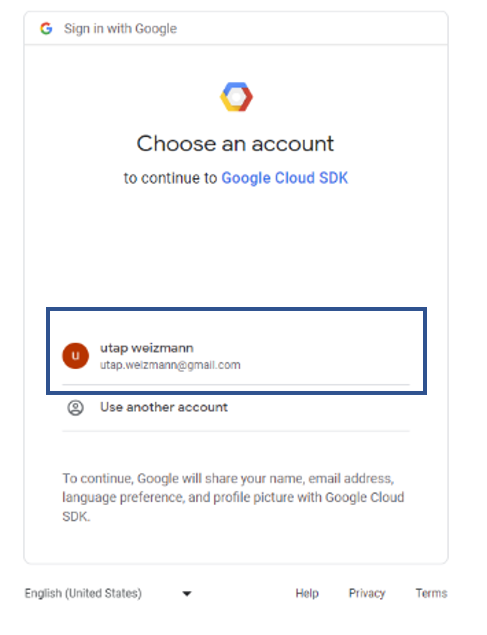 Sign in with Google
Choose an account
to continue to Google Cloud SDK
u
utap weizmann
utap.weizmann@gmail.com
Use another account
To continue, Google will share your name, email address,
language preference, and profile picture with Google Cloud
SDK.
English (United States)
Help
Privacy
Terms